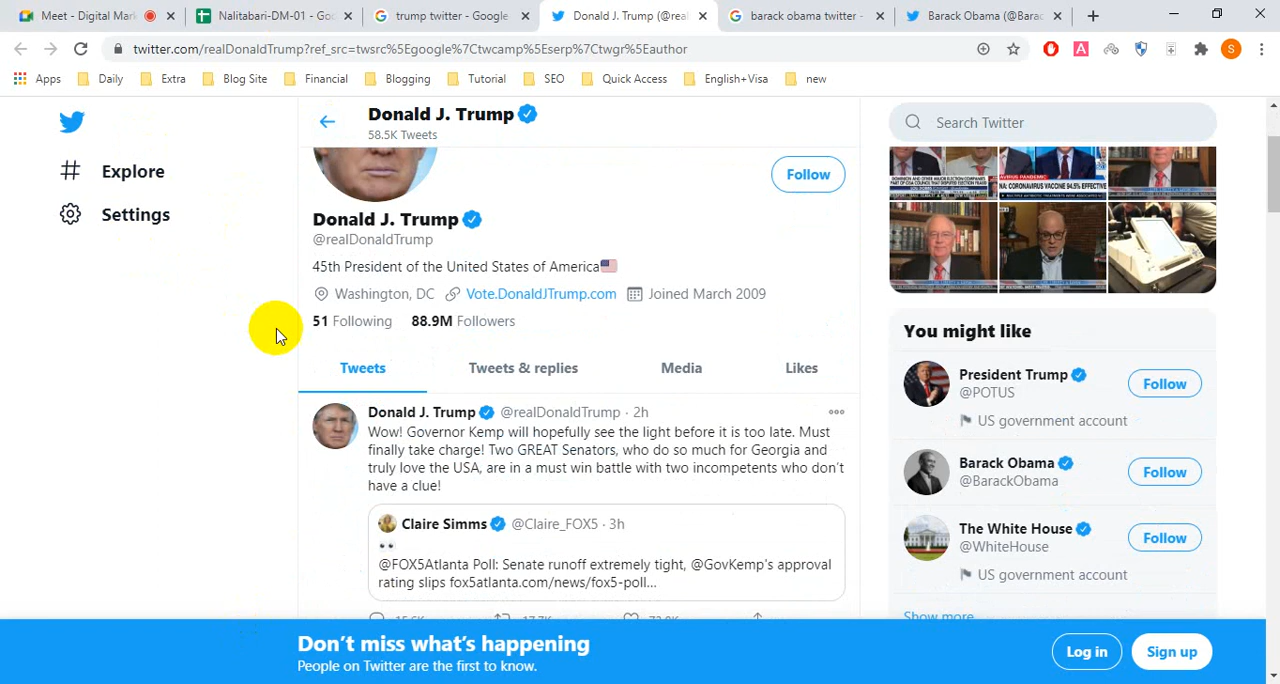 Meet - Digital Mark
Nalitabari-DM-01 - Go
trump twitter - Google
Donald J. Trump (@real
barack obama twitter -
Barack Obama (@Barac
twitter.com/realDonaldTrump?ref_src=twsrc%5Egoogle%7Ctwcamp%5Eserp%7Ctwgr%5Eauthor
A
S
Apps Daily Extra Blog Site Financial Blogging Tutorial SEO Quick Access English+Visa new
Explore
Settings
Donald J. Trump
58.5K Tweets
Follow
Donald J. Trump
@realDonaldTrump
45th President of the United States of America🇺🇸
Washington, DC Vote.DonaldJTrump.com Joined March 2009
51 Following 88.9M Followers
Tweets Tweets & replies Media Likes
Donald J. Trump @realDonaldTrump · 2h
Wow! Governor Kemp will hopefully see the light before it is too late. Must
finally take charge! Two GREAT Senators, who do so much for Georgia and
truly love the USA, are in a must win battle with two incompetents who don't
have a clue!
Claire Simms @Claire_FOX5 · 3h
👀
@FOX5Atlanta Poll: Senate runoff extremely tight, @GovKemp's approval
rating slips fox5atlanta.com/news/fox5-poll...
Search Twitter
NA: CORONAVIRUS VACCINE 94.5% EFFECTIVE
You might like
President Trump
@POTUS
Follow
US government account
Barack Obama
@BarackObama
Follow
The White House
@WhiteHouse
Follow
US government account
Show more
Don't miss what's happening
People on Twitter are the first to know.
Log in
Sign up